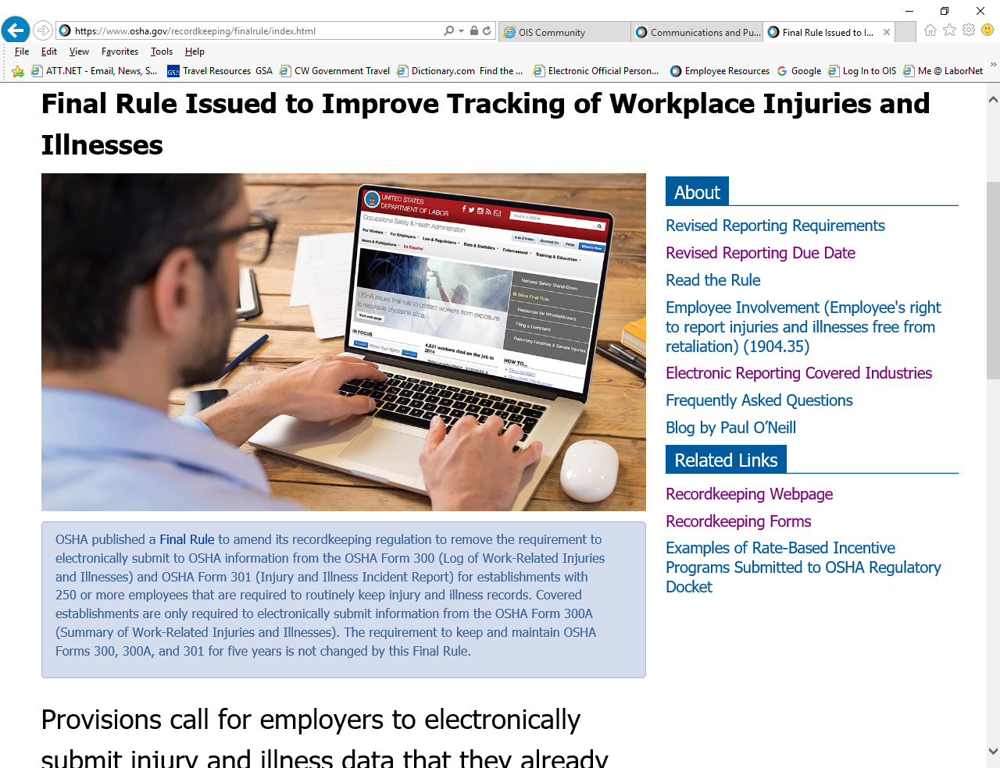 https://www.osha.gov/recordkeeping/finalrule/index.html
OIS Community
Communications and Pu...
Final Rule Issued to I...
File Edit View Favorites Tools Help
ATT.NET - Email, News, S...
GSA Travel Resources GSA
CW Government Travel
Dictionary.com Find the ...
Electronic Official Person...
Employee Resources
Google
Log In to OIS
Me @ LaborNet
Final Rule Issued to Improve Tracking of Workplace Injuries and
Illnesses
UNITED STATES
DEPARTMENT OF LABOR
Find it in OSHA
Occupational Safety & Health Administration
A to Z Index Contact Us FAQs What's New
For Workers For Employers Law & Regulations Data & Statistics Enforcement Training & Education
News & Publications En Español
OSHA issues final rule to protect workers from exposure
to respirable crystalline silica.
Visit web page
National Safety Stand-Down
Silica Final Rule
Resources for Whistleblowers
Filing a Complaint
Reporting Fatalities & Severe Injuries
IN FOCUS
Know Your Rights!
4,821 workers died on the job in
2014
HOW TO...
File a complaint
About
Revised Reporting Requirements
Revised Reporting Due Date
Read the Rule
Employee Involvement (Employee's right
to report injuries and illnesses free from
retaliation) (1904.35)
Electronic Reporting Covered Industries
Frequently Asked Questions
Blog by Paul O’Neill
Related Links
Recordkeeping Webpage
Recordkeeping Forms
Examples of Rate-Based Incentive
Programs Submitted to OSHA Regulatory
Docket
OSHA published a Final Rule to amend its recordkeeping regulation to remove the requirement to
electronically submit to OSHA information from the OSHA Form 300 (Log of Work-Related Injuries
and Illnesses) and OSHA Form 301 (Injury and Illness Incident Report) for establishments with
250 or more employees that are required to routinely keep injury and illness records. Covered
establishments are only required to electronically submit information from the OSHA Form 300A
(Summary of Work-Related Injuries and Illnesses). The requirement to keep and maintain OSHA
Forms 300, 300A, and 301 for five years is not changed by this Final Rule.
Provisions call for employers to electronically
submit injury and illness data that they already